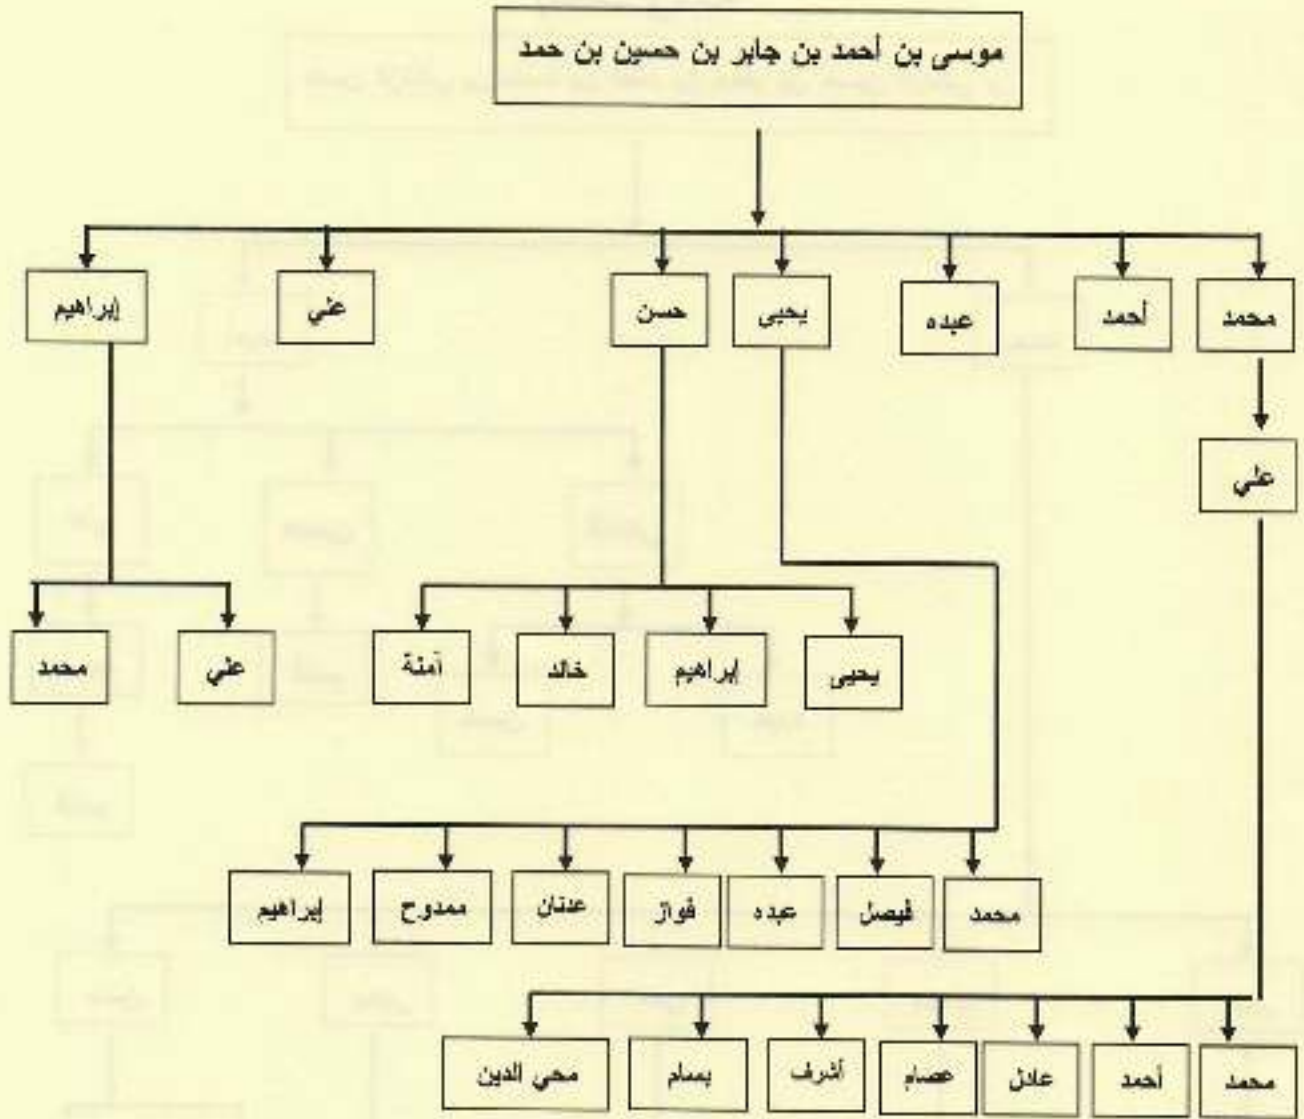 موسى بن أحمد بن جابر بن حسين بن حمد
محمد
أحمد
عبده
يحيى
حسن
علي
إبراهيم
علي
يحيى
إبراهيم
خالد
آمنة
علي
محمد
محمد
فيصل
عبده
فواز
عدنان
ممدوح
إبراهيم
محمد
أحمد
عادل
عصام
أشرف
بسام
محي الدين